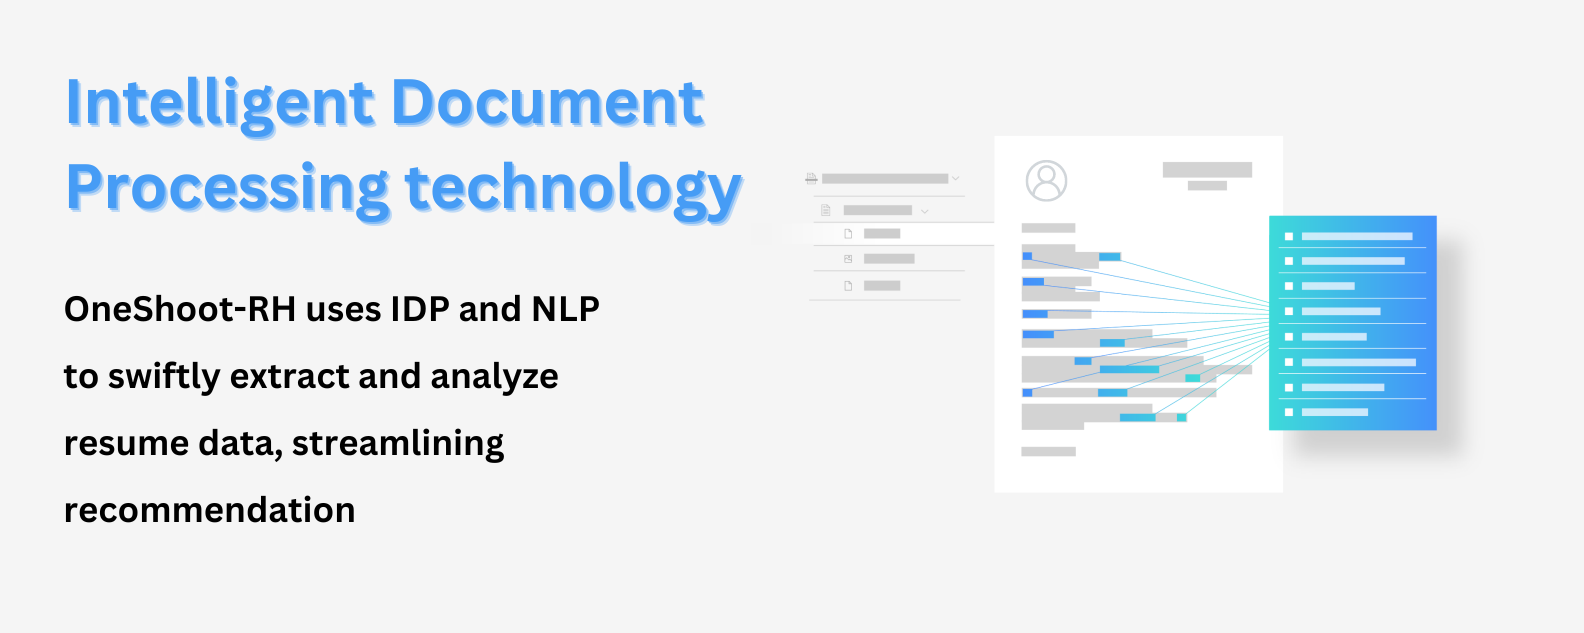 Intelligent Document
Processing technology
OneShoot-RH uses IDP and NLP
to swiftly extract and analyze
resume data, streamlining
recommendation